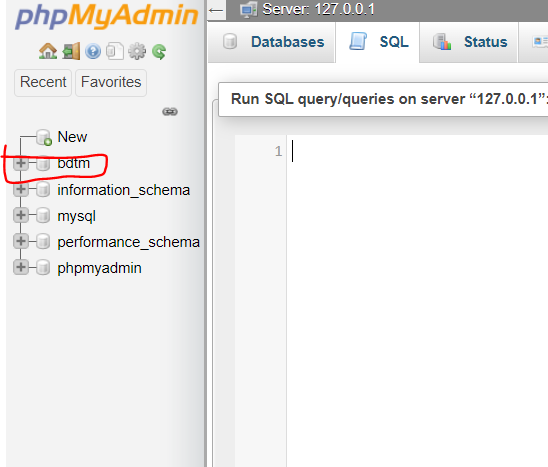 phpMyAdmin
Recent Favorites
New
bdtm
information_schema
mysql
performance_schema
phpmyadmin
Server: 127.0.0.1
Databases SQL Status
Run SQL query/queries on server “127.0.0.1”:
1